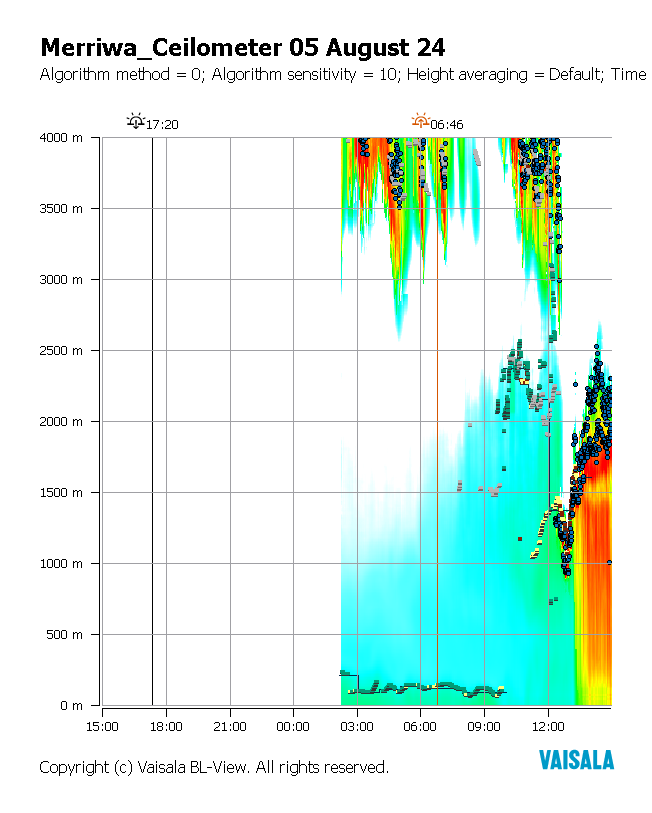 Merriwa_Ceilometer 05 August 24
Algorithm method = 0; Algorithm sensitivity = 10; Height averaging = Default; Time
17:20 06:46
4000 m
3500 m
3000 m
2500 m
2000 m
1500 m
1000 m
500 m
0 m
15:00 18:00 21:00 00:00 03:00 06:00 09:00 12:00
Copyright (c) Vaisala BL-View. All rights reserved.
VAISALA